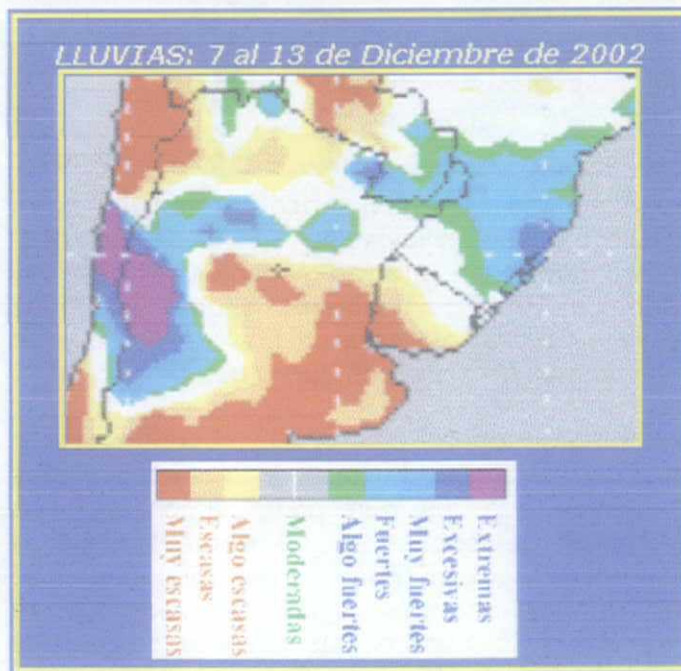 LLUVIAS: 7 al 13 de Diciembre de 2002
Muy escasas
Escasas
Algo escasas
Moderadas
Algo fuertes
Fuertes
Muy fuertes
Excesivas
Extremas